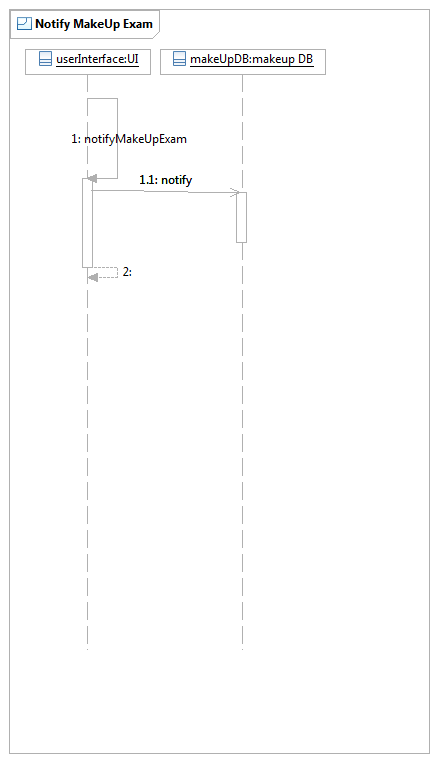 Notify MakeUp Exam
userInterface:UI
makeUpDB:makeup DB
1: notifyMakeUpExam
1.1: notify
2: